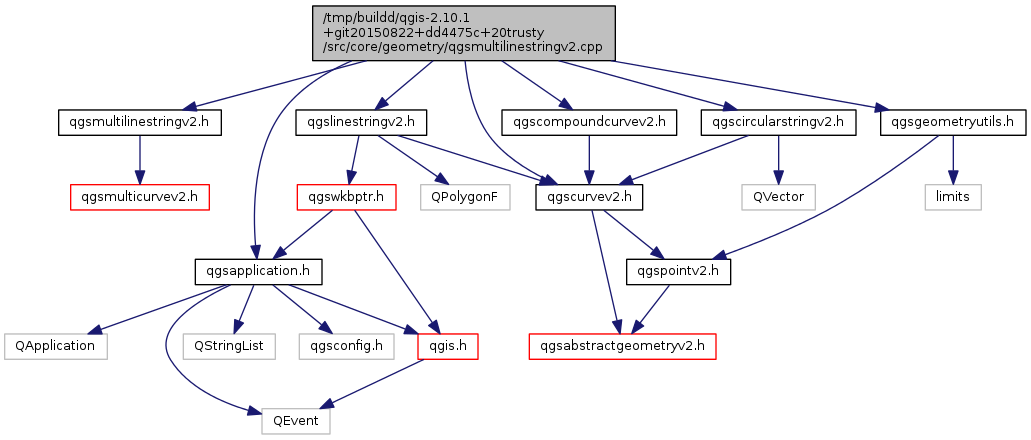 /tmp/buildd/qgis-2.10.1
+git20150822+dd4475c+20trusty
/src/core/geometry/qgsmultilinestringv2.cpp
qgsmultilinestringv2.h
qgslinestringv2.h
qgscompoundcurvev2.h
qgscircularstringv2.h
qgsgeometryutils.h
qgsmulticurvev2.h
qgswkbptr.h
QPolygonF
qgscurvev2.h
QVector
limits
qgsapplication.h
qgspointv2.h
QApplication
QStringList
qgsconfig.h
qgis.h
qgsabstractgeometryv2.h
QEvent